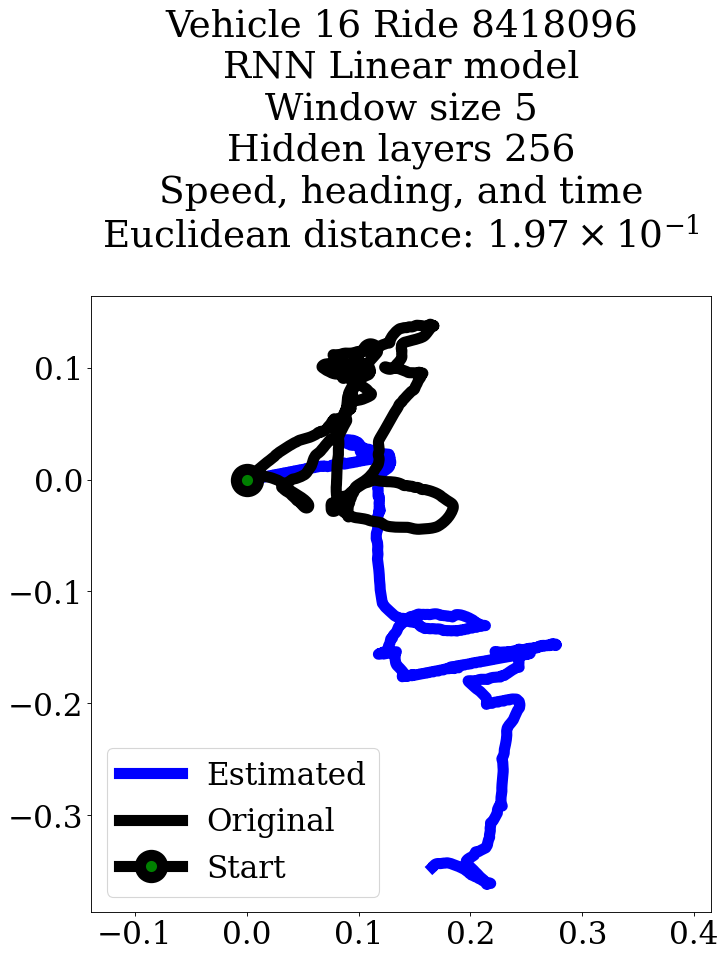 Vehicle 16 Ride 8418096
RNN Linear model
Window size 5
Hidden layers 256
Speed, heading, and time
Euclidean distance: 1.97 × 10⁻¹
0.1
0.0
−0.1
−0.2
−0.3
Estimated
Original
Start
−0.1 0.0 0.1 0.2 0.3 0.4